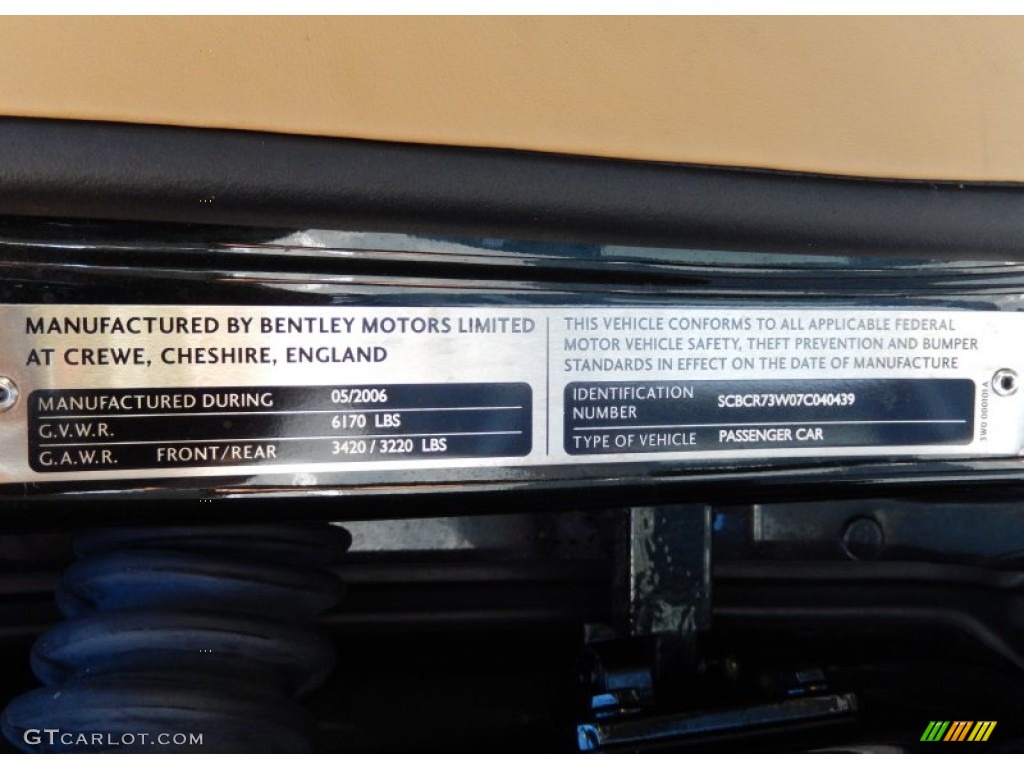 MANUFACTURED BY BENTLEY MOTORS LIMITED
AT CREWE, CHESHIRE, ENGLAND
MANUFACTURED DURING 05/2006
G.V.W.R. 6170 LBS
G.A.W.R. FRONT/REAR 3420 / 3220 LBS
THIS VEHICLE CONFORMS TO ALL APPLICABLE FEDERAL
MOTOR VEHICLE SAFETY, THEFT PREVENTION AND BUMPER
STANDARDS IN EFFECT ON THE DATE OF MANUFACTURE
IDENTIFICATION
NUMBER SCBCR73W07C040439
TYPE OF VEHICLE PASSENGER CAR
3W0 000101A
GTCARLOT.COM